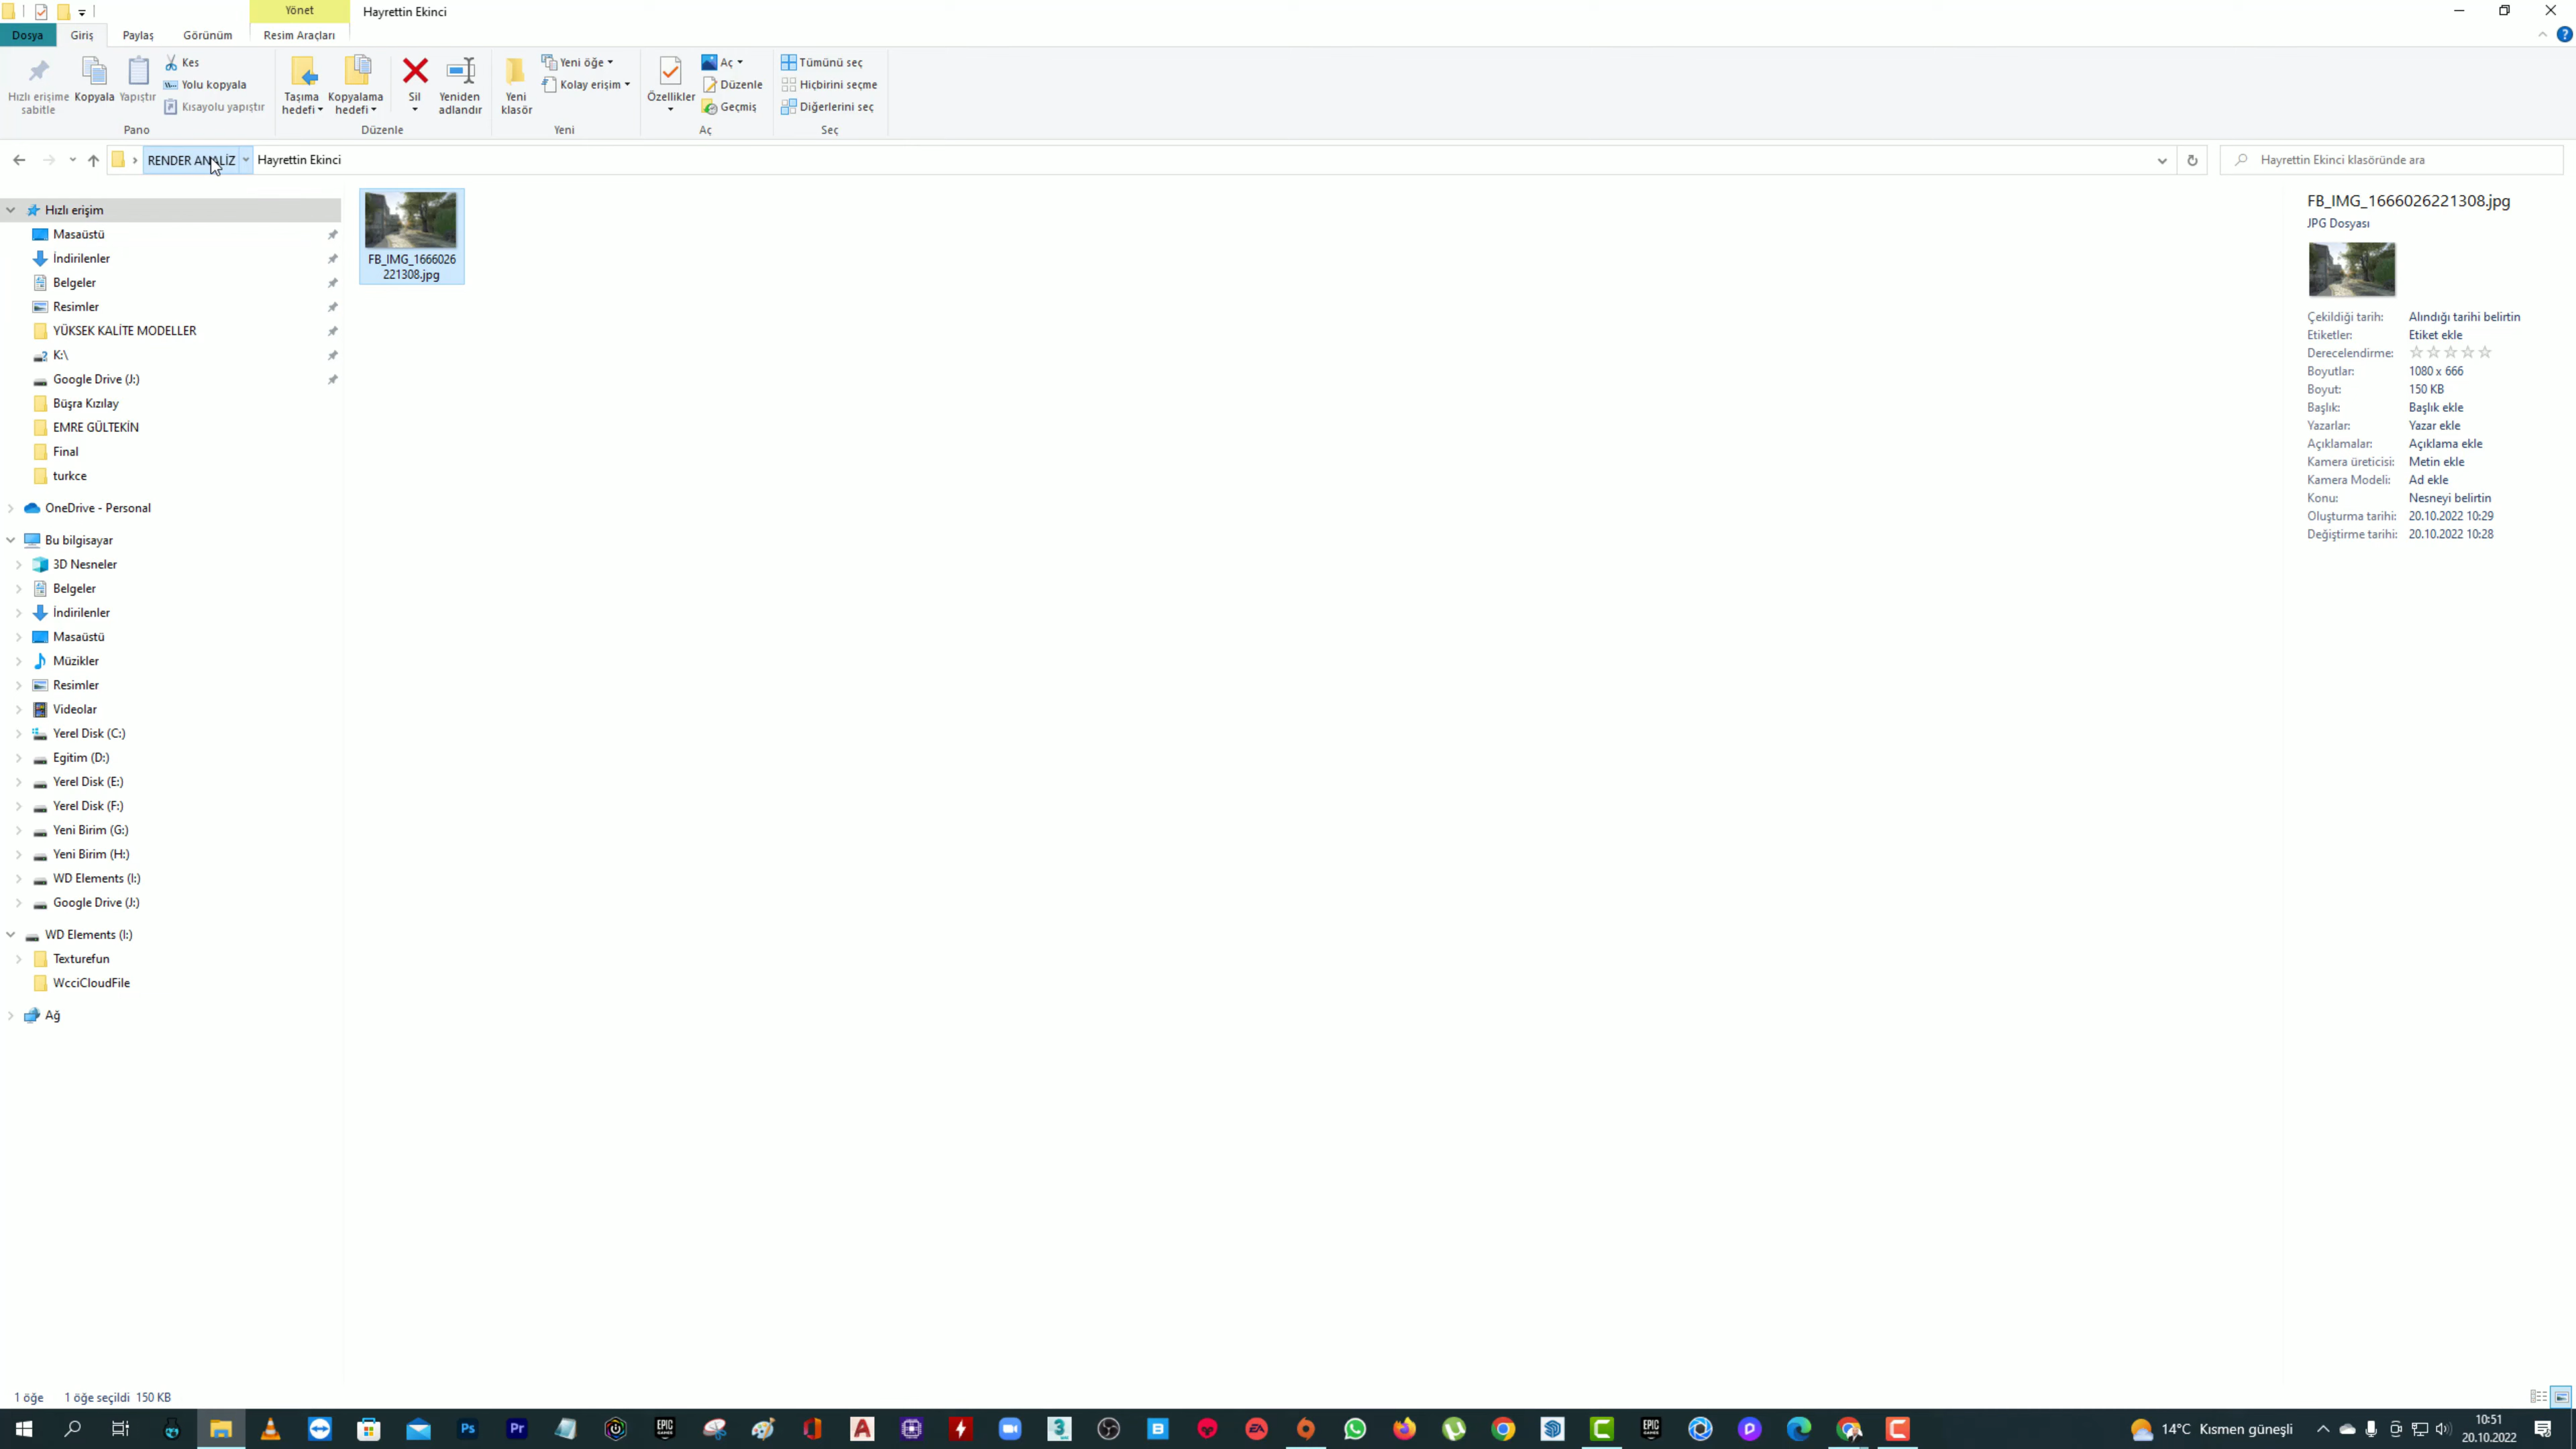 Yönet
Hayrettin Ekinci
Dosya
Giriş
Paylaş
Görünüm
Resim Araçları
Hızlı erişime sabitle
Kopyala
Yapıştır
Kes
Yolu kopyala
Kısayolu yapıştır
Pano
Taşıma hedefi
Kopyalama hedefi
Sil
Yeniden adlandır
Düzenle
Yeni klasör
Yeni öğe
Kolay erişim
Yeni
Özellikler
Aç
Düzenle
Geçmiş
Aç
Tümünü seç
Hiçbirini seçme
Diğerlerini seç
Seç
RENDER ANALİZ
Hayrettin Ekinci
Hayrettin Ekinci klasöründe ara
Hızlı erişim
Masaüstü
İndirilenler
Belgeler
Resimler
YÜKSEK KALİTE MODELLER
K:\
Google Drive (J:)
Büşra Kızılay
EMRE GÜLTEKİN
Final
turkce
OneDrive - Personal
Bu bilgisayar
3D Nesneler
Belgeler
İndirilenler
Masaüstü
Müzikler
Resimler
Videolar
Yerel Disk (C:)
Egitim (D:)
Yerel Disk (E:)
Yerel Disk (F:)
Yeni Birim (G:)
Yeni Birim (H:)
WD Elements (I:)
Google Drive (J:)
WD Elements (I:)
Texturefun
WcciCloudFile
Ağ
FB_IMG_1666026
221308.jpg
FB_IMG_1666026221308.jpg
JPG Dosyası
Çekildiği tarih: Alındığı tarihi belirtin
Etiketler: Etiket ekle
Derecelendirme:
Boyutlar: 1080 x 666
Boyut: 150 KB
Başlık: Başlık ekle
Yazarlar: Yazar ekle
Açıklamalar: Açıklama ekle
Kamera üreticisi: Metin ekle
Kamera Modeli: Ad ekle
Konu: Nesneyi belirtin
Oluşturma tarihi: 20.10.2022 10:29
Değiştirme tarihi: 20.10.2022 10:28
1 öğe
1 öğe seçildi 150 KB
14°C Kısmen güneşli
10:51
20.10.2022